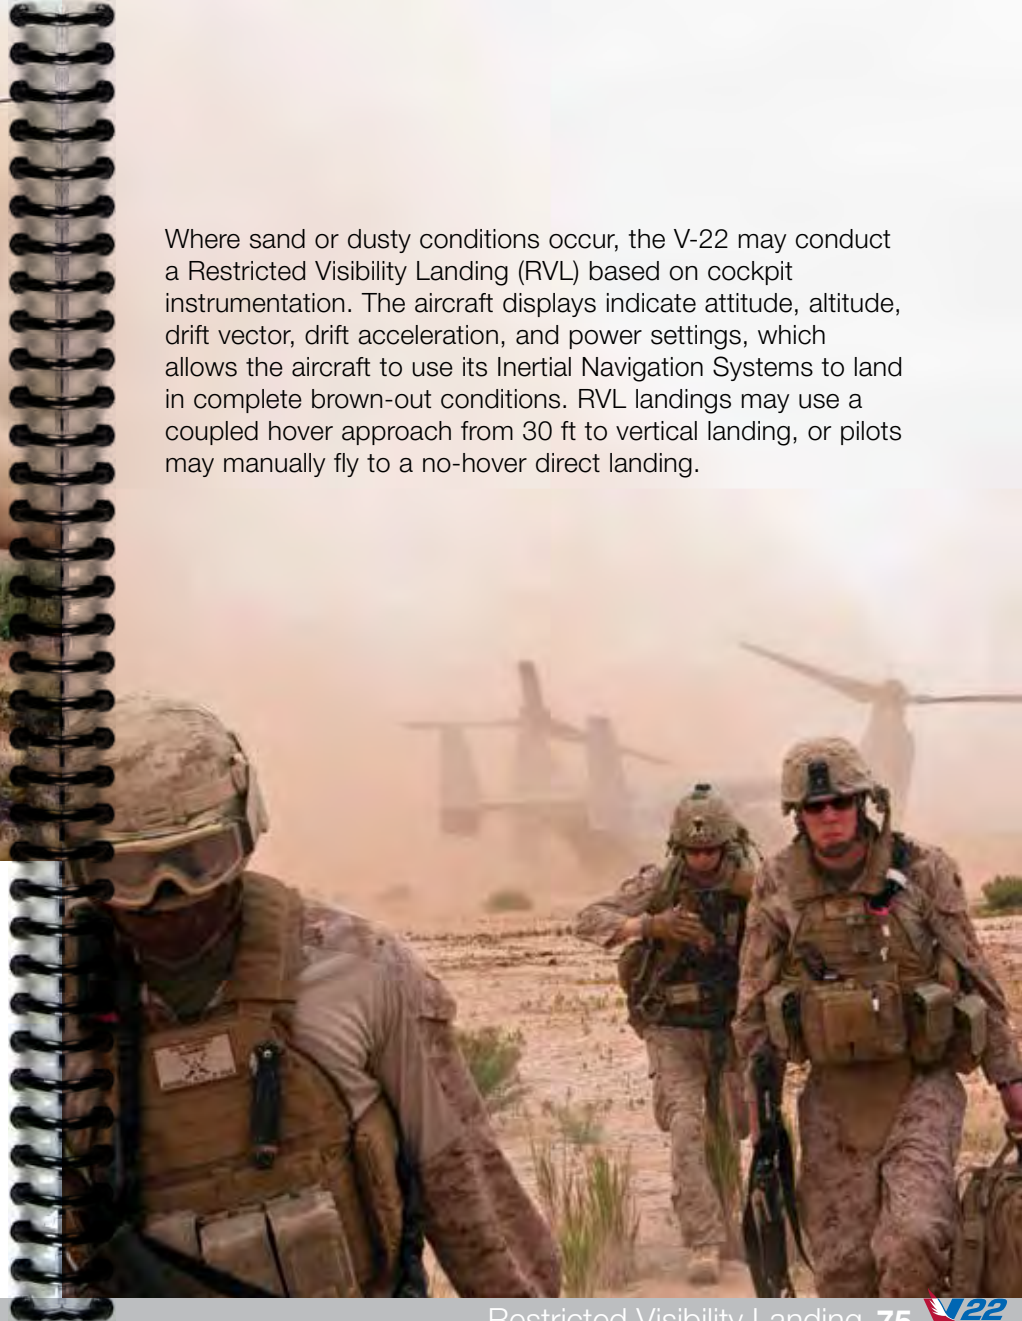 Where sand or dusty conditions occur, the V-22 may conduct
a Restricted Visibility Landing (RVL) based on cockpit
instrumentation. The aircraft displays indicate attitude, altitude,
drift vector, drift acceleration, and power settings, which
allows the aircraft to use its Inertial Navigation Systems to land
in complete brown-out conditions. RVL landings may use a
coupled hover approach from 30 ft to vertical landing, or pilots
may manually fly to a no-hover direct landing.
Restricted Visibility Landing 75 V22